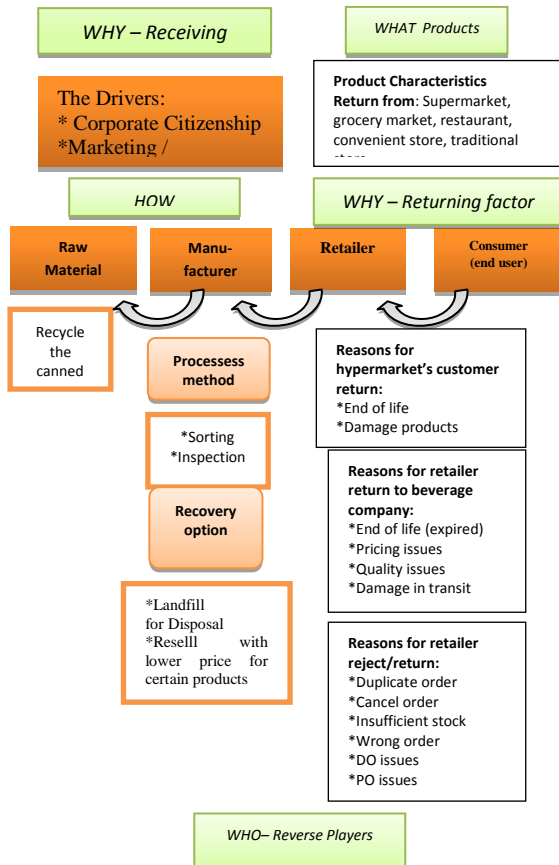 WHY – Receiving
WHAT Products
The Drivers:
* Corporate Citizenship
*Marketing /
Product Characteristics
Return from: Supermarket,
grocery market, restaurant,
convenient store, traditional
HOW
WHY – Returning factor
Raw
Material
Manu-
facturer
Retailer
Consumer
(end user)
Recycle
the
canned
Processess
method
*Sorting
*Inspection
Recovery
option
*Landfill
for Disposal
*Reselll with
lower price for
certain products
Reasons for
hypermarket’s customer
return:
*End of life
*Damage products
Reasons for retailer
return to beverage
company:
*End of life (expired)
*Pricing issues
*Quality issues
*Damage in transit
Reasons for retailer
reject/return:
*Duplicate order
*Cancel order
*Insufficient stock
*Wrong order
*DO issues
*PO issues
WHO– Reverse Players